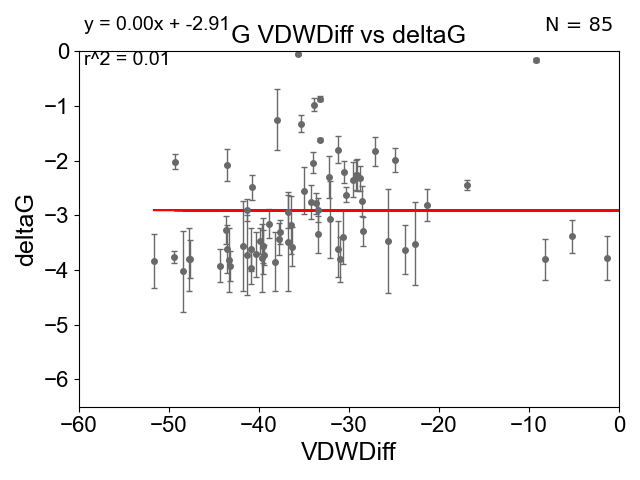 y = 0.00x + -2.91
G VDWDiff vs deltaG
N = 85
r^2 = 0.01
0
−1
−2
−3
−4
−5
−6
deltaG
−60
−50
−40
−30
−20
−10
0
VDWDiff